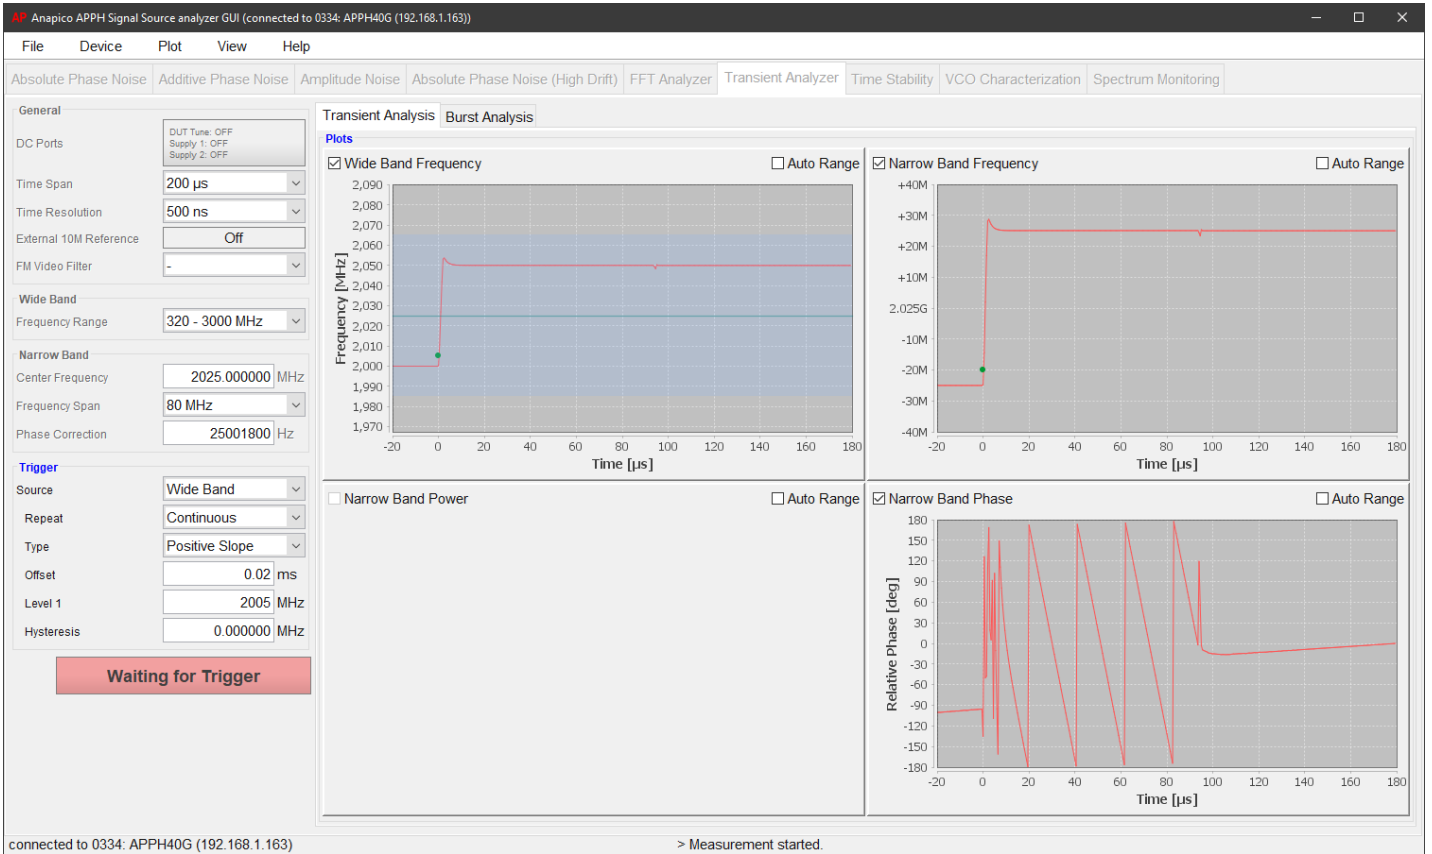 AP Anapico APPH Signal Source analyzer GUI (connected to 0334: APPH40G (192.168.1.163))
File Device Plot View Help
Absolute Phase Noise Additive Phase Noise Amplitude Noise Absolute Phase Noise (High Drift) FFT Analyzer Transient Analyzer Time Stability VCO Characterization Spectrum Monitoring
General
DC Ports
DUT Tune: OFF
Supply 1: OFF
Supply 2: OFF
Time Span 200 µs
Time Resolution 500 ns
External 10M Reference Off
FM Video Filter -
Wide Band
Frequency Range 320 - 3000 MHz
Narrow Band
Center Frequency 2025.000000 MHz
Frequency Span 80 MHz
Phase Correction 25001800 Hz
Trigger
Source Wide Band
Repeat Continuous
Type Positive Slope
Offset 0.02 ms
Level 1 2005 MHz
Hysteresis 0.000000 MHz
Waiting for Trigger
Transient Analysis Burst Analysis
Plots
Wide Band Frequency Auto Range
2,090
2,080
2,070
2,060
2,050
2,040
2,030
2,020
2,010
2,000
1,990
1,980
1,970
Frequency [MHz]
-20 0 20 40 60 80 100 120 140 160 180
Time [µs]
Narrow Band Frequency Auto Range
+40M
+30M
+20M
+10M
2.025G
-10M
-20M
-30M
-40M
-20 0 20 40 60 80 100 120 140 160 180
Time [µs]
Narrow Band Power Auto Range
Narrow Band Phase Auto Range
180
150
120
90
60
30
0
-30
-60
-90
-120
-150
-180
Relative Phase [deg]
-20 0 20 40 60 80 100 120 140 160 180
Time [µs]
connected to 0334: APPH40G (192.168.1.163) > Measurement started.